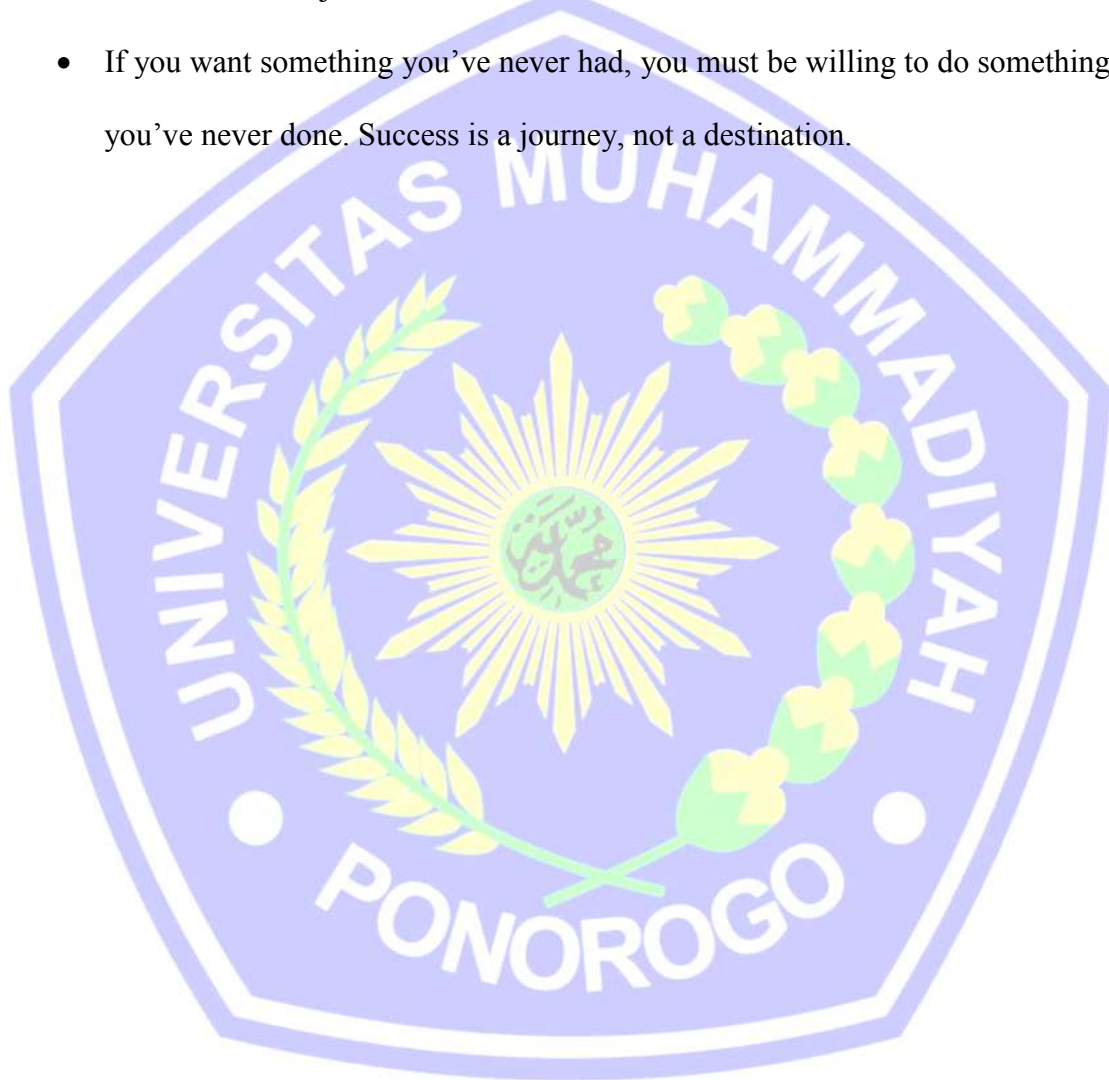 • If you want something you’ve never had, you must be willing to do something
you’ve never done. Success is a journey, not a destination.
UNIVERSITAS MUHAMMADIYAH
محمدية
PONOROGO